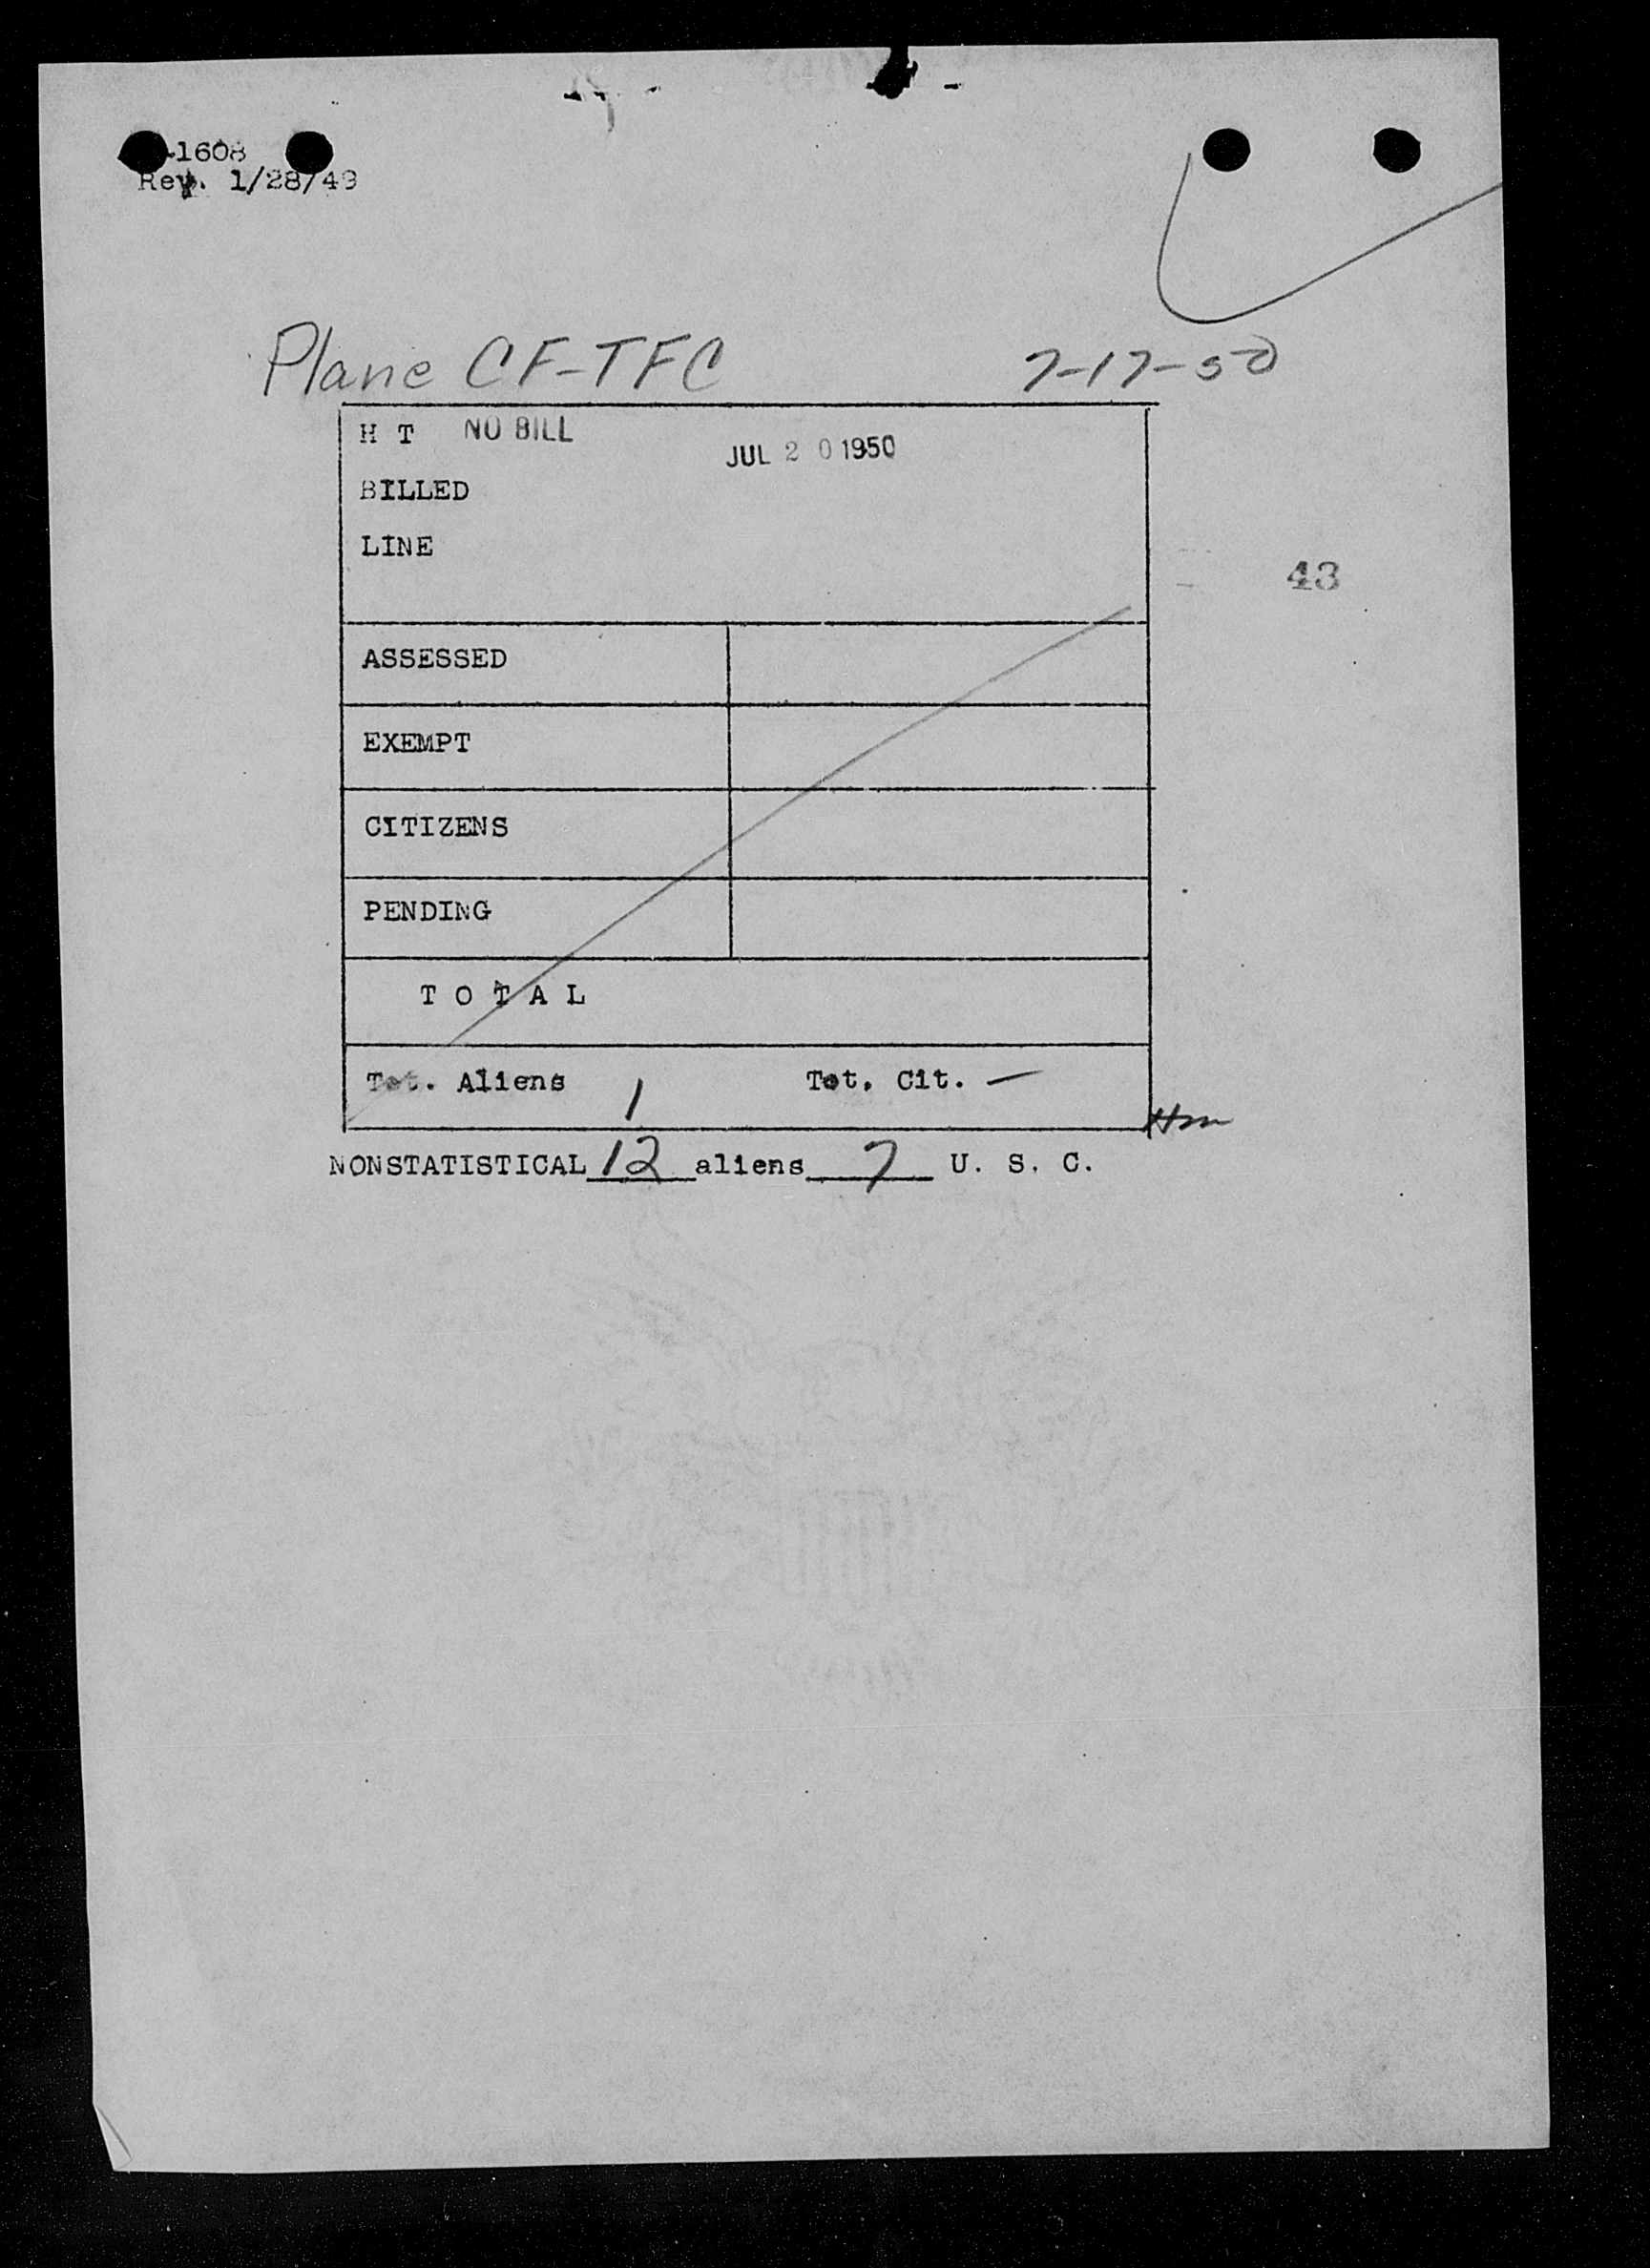 -1608
Rev. 1/28/49
Plane CF-TFC 7-17-50
H T NO BILL JUL 20 1950
BILLED
LINE
43
ASSESSED
EXEMPT
CITIZENS
PENDING
T O T A L
Tot. Aliens 1 Tot. Cit. —
NONSTATISTICAL 12 aliens 7 U. S. C.